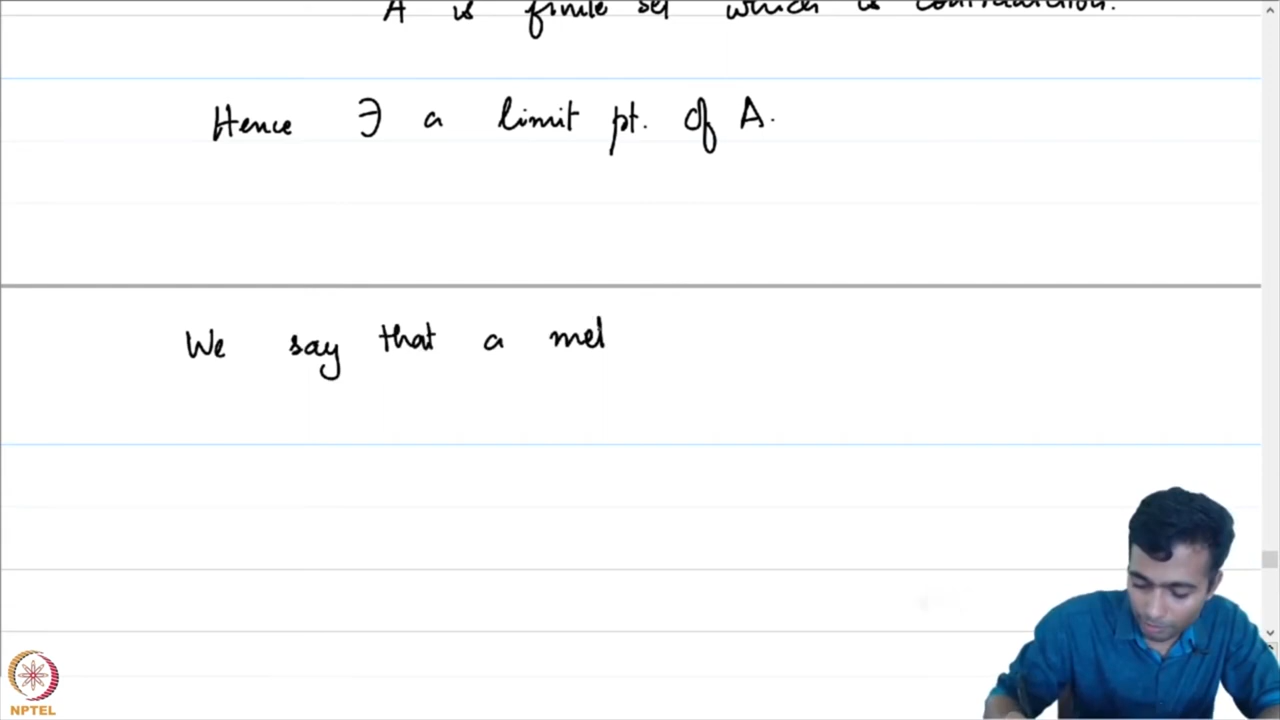 A is finite set which is contradiction.
Hence ∃ a limit pt. of A.
We say that a met
NPTEL